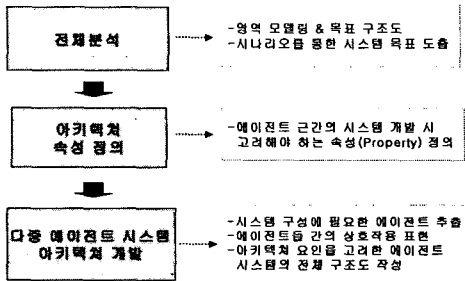 전체분석
-영역 모델링 & 목표 구조도
-시나리오를 통한 시스템 목표 도출
아키텍쳐
속성 정의
-에이전트 근간의 시스템 개발 시
고려해야 하는 속성(Property) 정의
다중 에이전트 시스템
아키텍쳐 개발
-시스템 구성에 필요한 에이전트 추출
-에이전트들 간의 상호작용 표현
-아키텍쳐 요인을 고려한 에이전트
시스템의 전체 구조도 작성